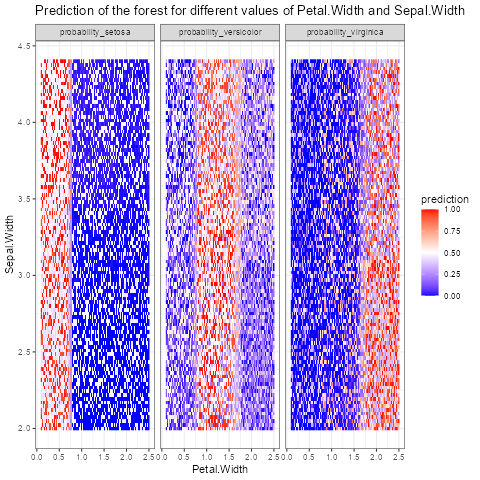 Prediction of the forest for different values of Petal.Width and Sepal.Width
probability_setosa probability_versicolor probability_virginica
4.5
4.0
3.5
3.0
2.5
2.0
Sepal.Width
0.0 0.5 1.0 1.5 2.0 2.5 0.0 0.5 1.0 1.5 2.0 2.5 0.0 0.5 1.0 1.5 2.0 2.5
Petal.Width
prediction
1.00
0.75
0.50
0.25
0.00